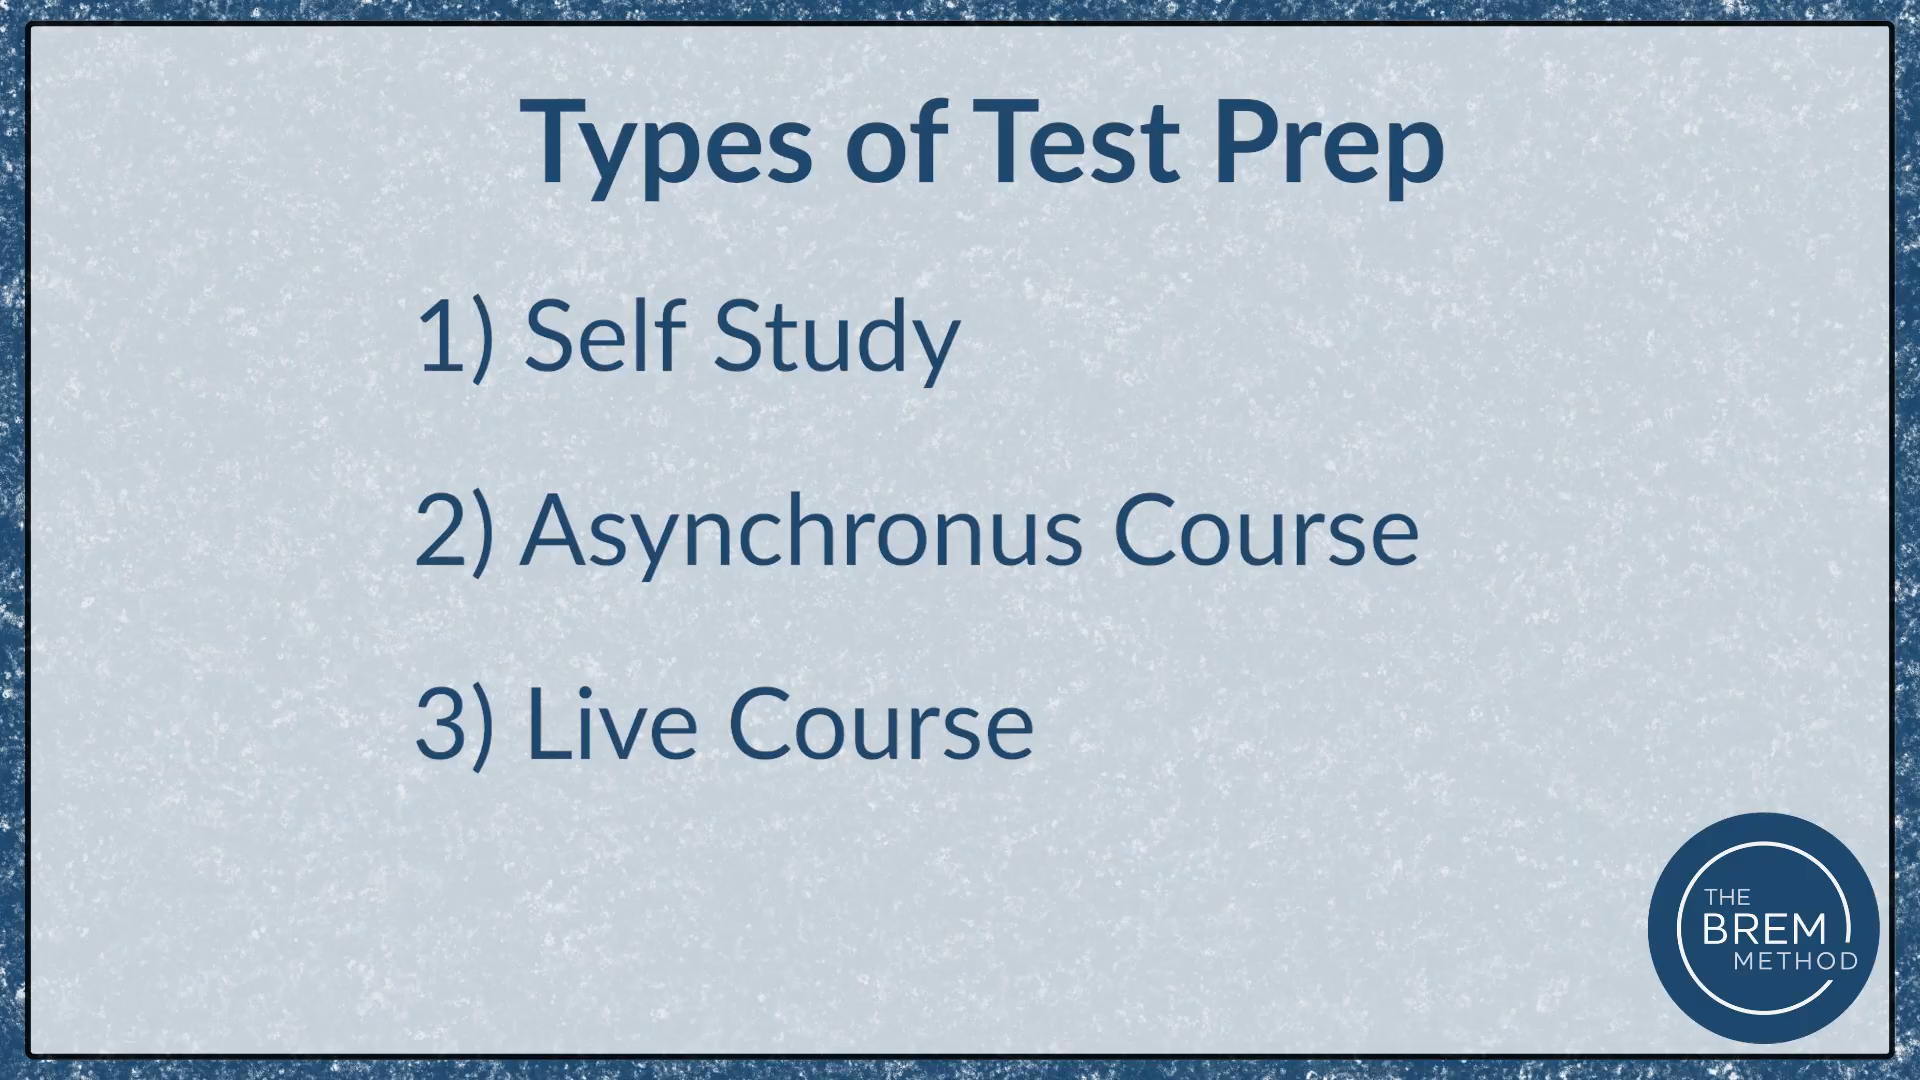 Types of Test Prep
1) Self Study
2) Asynchronus Course
3) Live Course
THE
BREM
METHOD